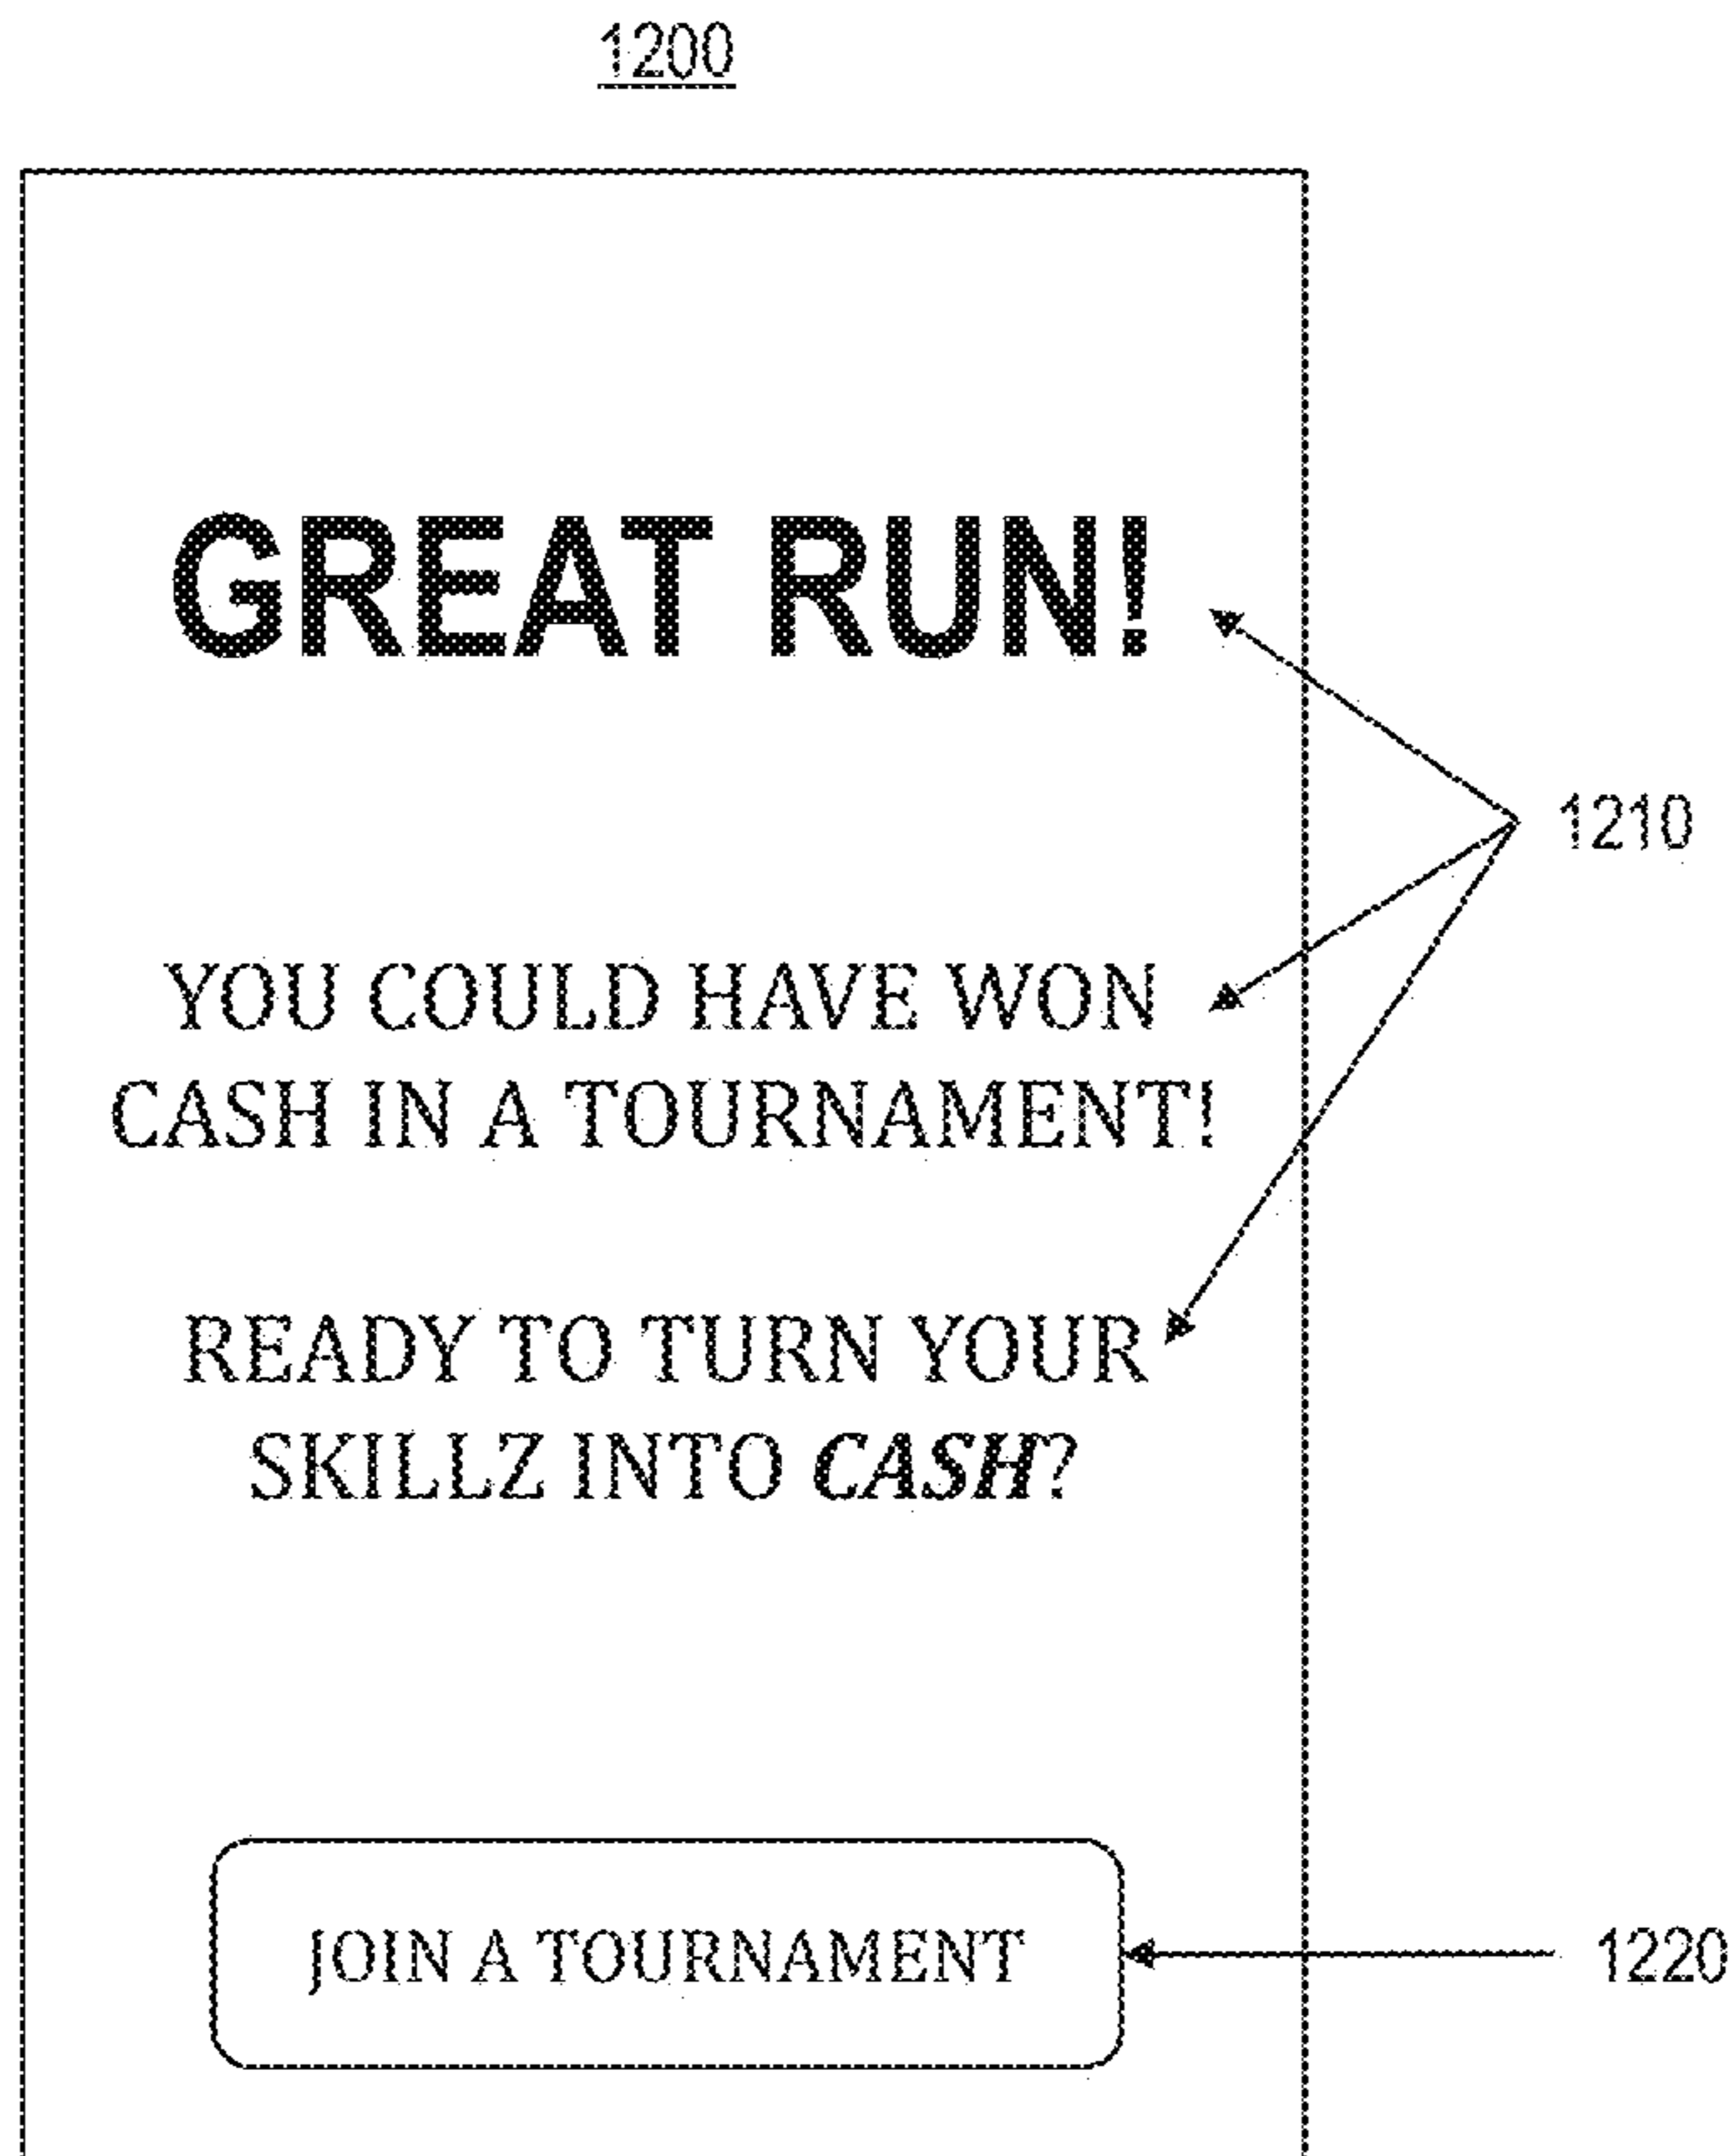 1200
GREAT RUN!
1210
YOU COULD HAVE WON
CASH IN A TOURNAMENT!
READY TO TURN YOUR
SKILLZ INTO CASH?
JOIN A TOURNAMENT
1220